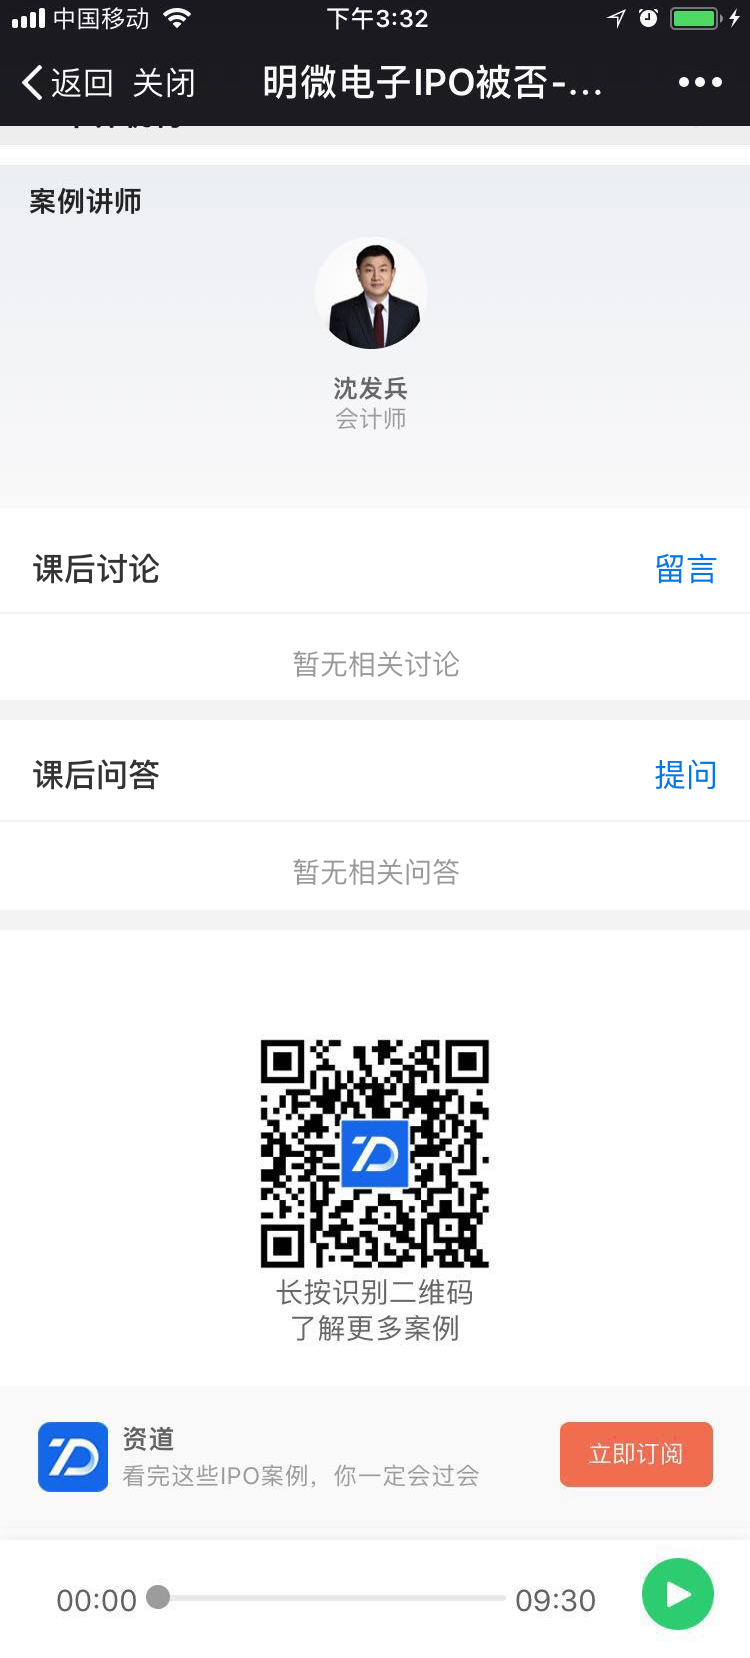 中国移动
下午3:32
返回 关闭 明微电子IPO被否-...
案例讲师
沈发兵
会计师
课后讨论
留言
暂无相关讨论
课后问答
提问
暂无相关问答
长按识别二维码
了解更多案例
资道
看完这些IPO案例，你一定会过会
立即订阅
00:00
09:30